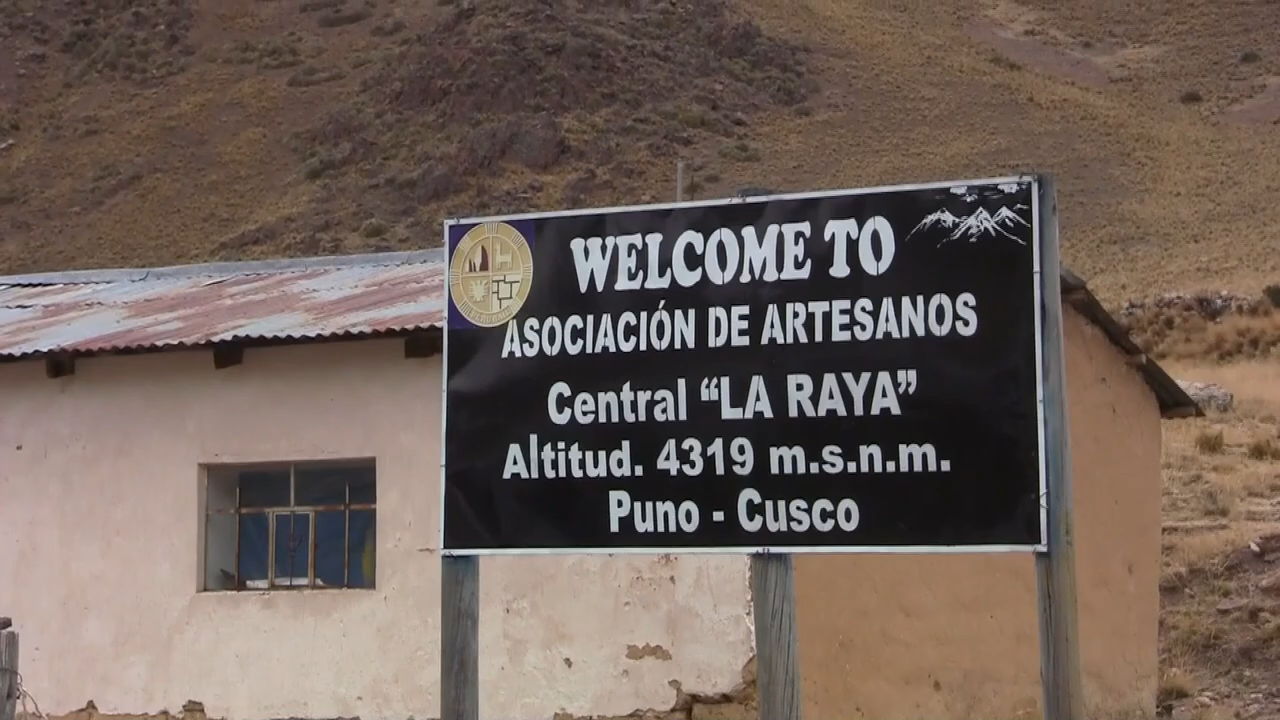 WELCOME TO
ASOCIACIÓN DE ARTESANOS
Central “LA RAYA”
Altitud. 4319 m.s.n.m.
Puno - Cusco